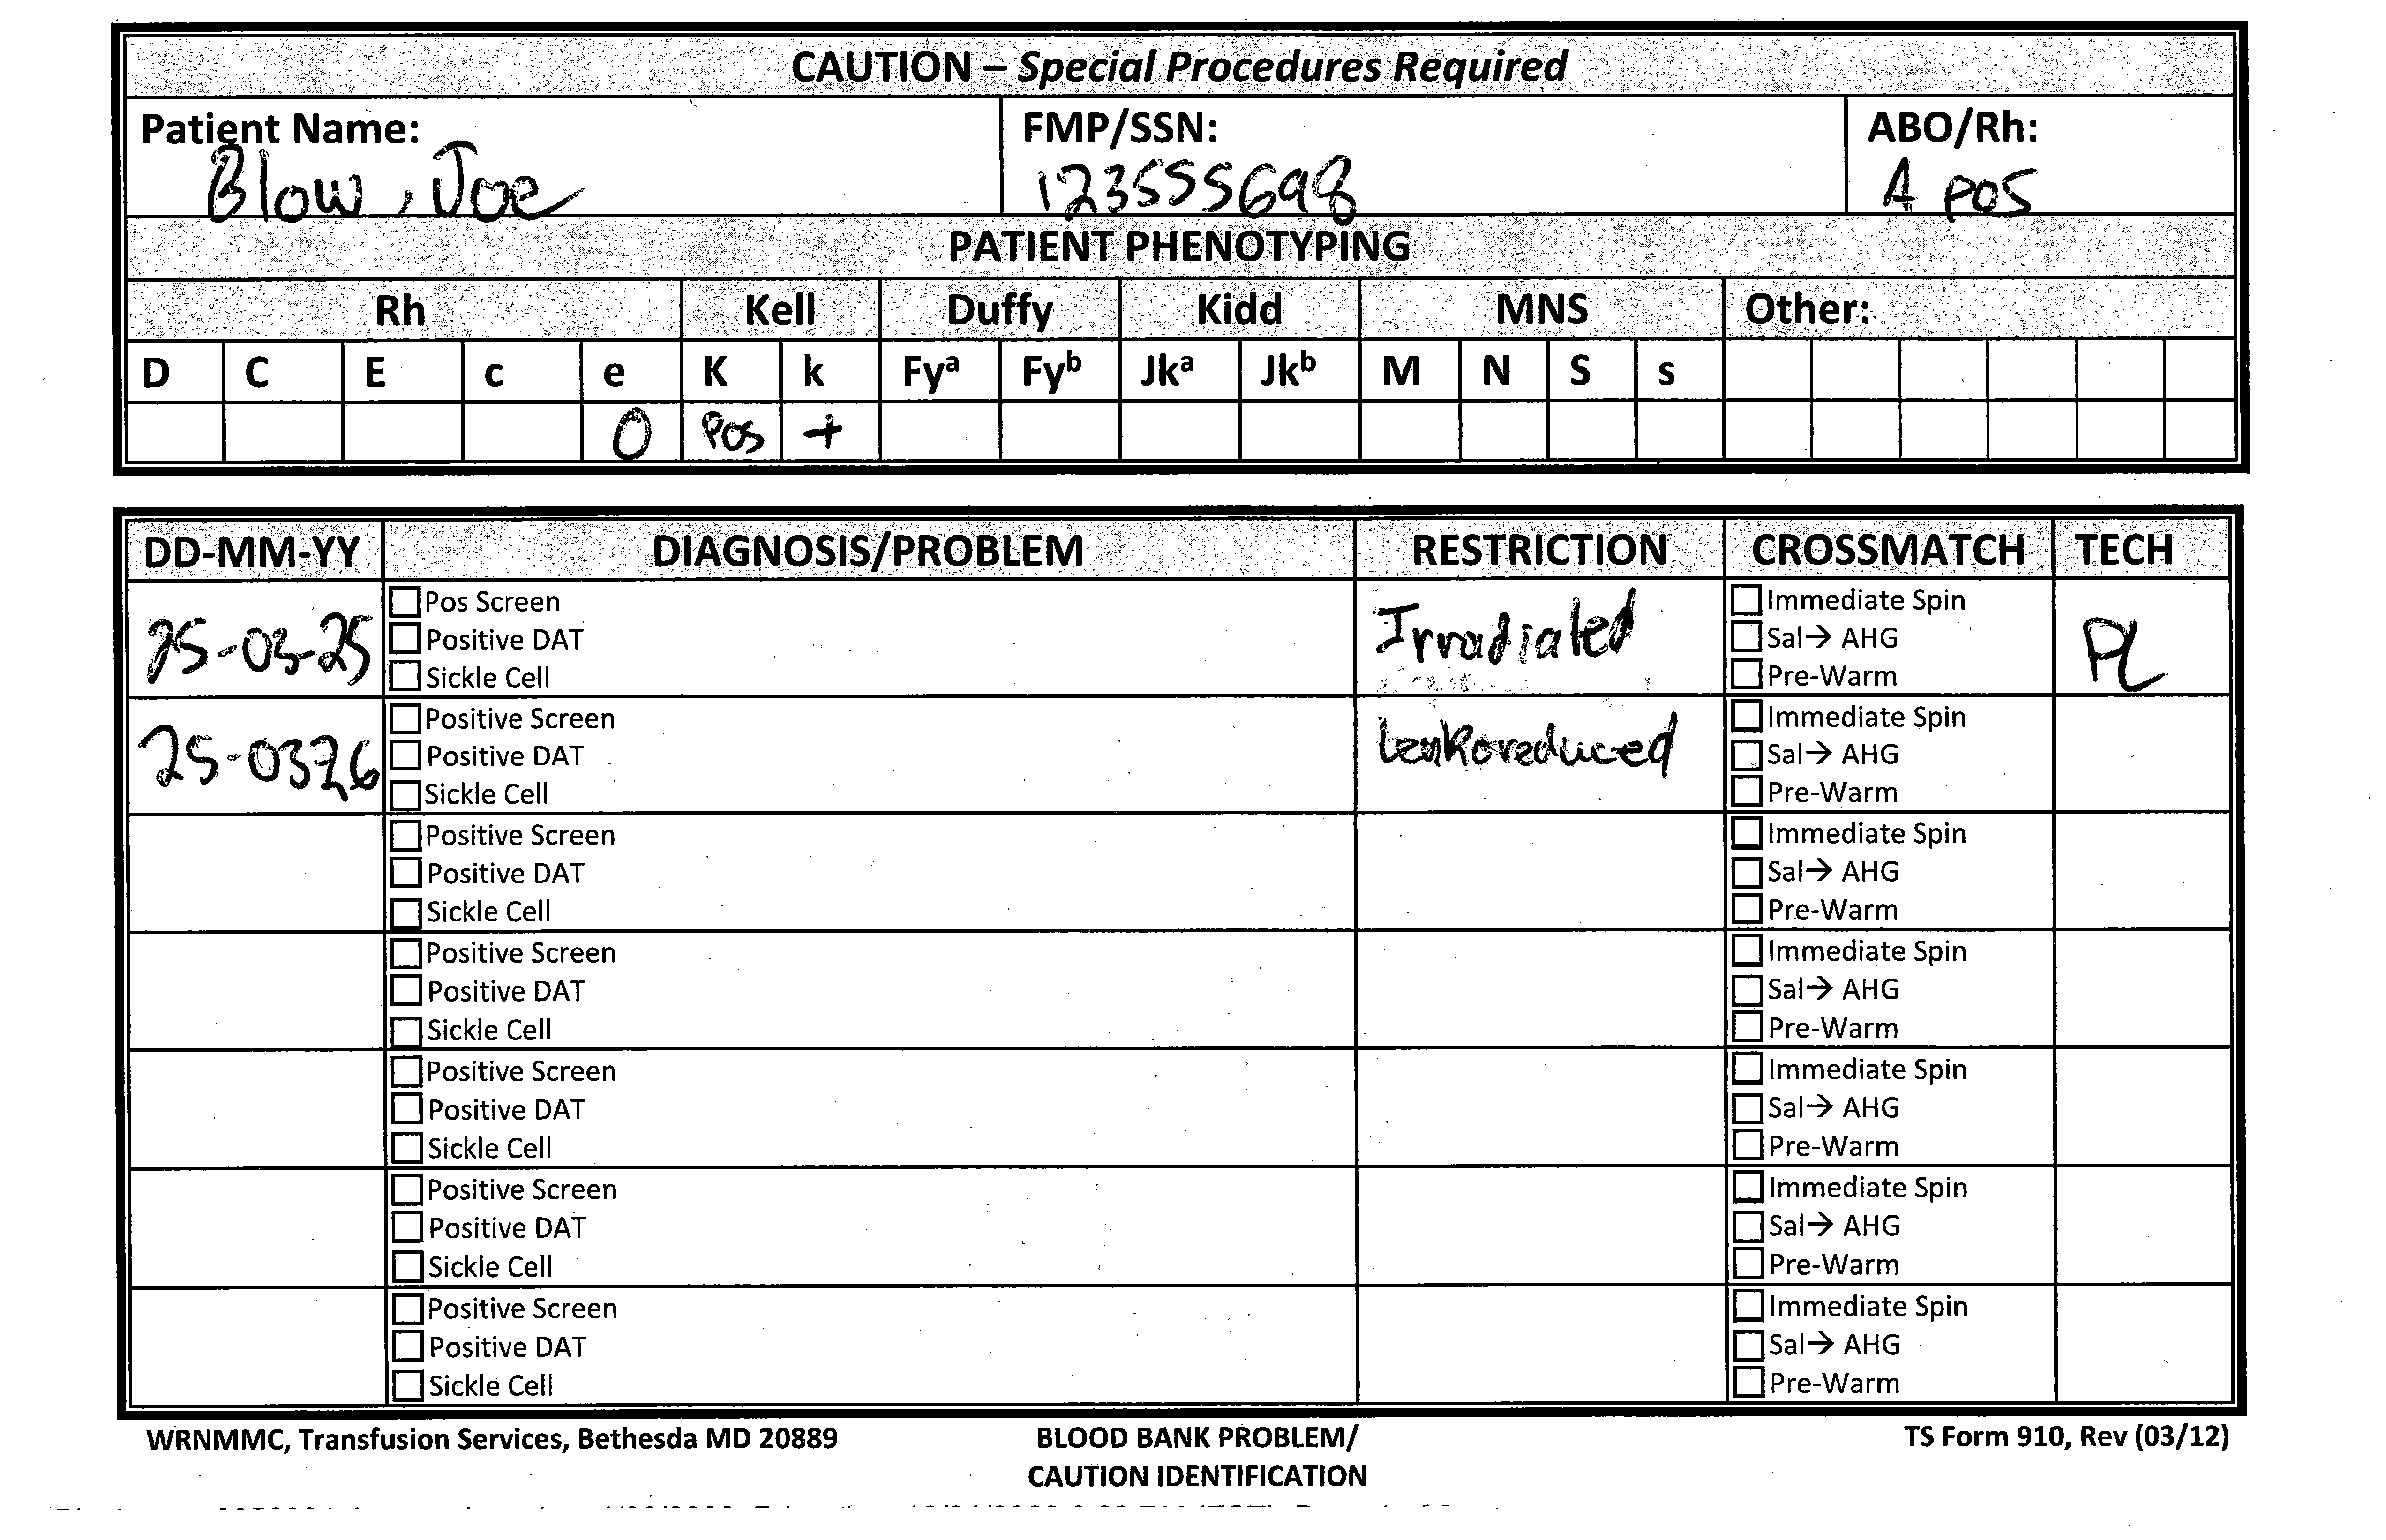 CAUTION – Special Procedures Required
Patient Name: FMP/SSN: ABO/Rh:
Blow, Joe 123555698 A POS
PATIENT PHENOTYPING
Rh Kell Duffy Kidd MNS Other:
D C E c e K k Fyᵃ Fyᵇ Jkᵃ Jkᵇ M N S s
O Pos +
DD-MM-YY DIAGNOSIS/PROBLEM RESTRICTION CROSSMATCH TECH
25-03-25 Irradiated PL
Pos Screen Immediate Spin
Positive DAT Sal→ AHG
Sickle Cell Pre-Warm
25-0326 Leukoreduced
Positive Screen Immediate Spin
Positive DAT Sal→ AHG
Sickle Cell Pre-Warm
Positive Screen Immediate Spin
Positive DAT Sal→ AHG
Sickle Cell Pre-Warm
Positive Screen Immediate Spin
Positive DAT Sal→ AHG
Sickle Cell Pre-Warm
Positive Screen Immediate Spin
Positive DAT Sal→ AHG
Sickle Cell Pre-Warm
Positive Screen Immediate Spin
Positive DAT Sal→ AHG
Sickle Cell Pre-Warm
Positive Screen Immediate Spin
Positive DAT Sal→ AHG
Sickle Cell Pre-Warm
WRNMMC, Transfusion Services, Bethesda MD 20889 BLOOD BANK PROBLEM/ TS Form 910, Rev (03/12)
CAUTION IDENTIFICATION